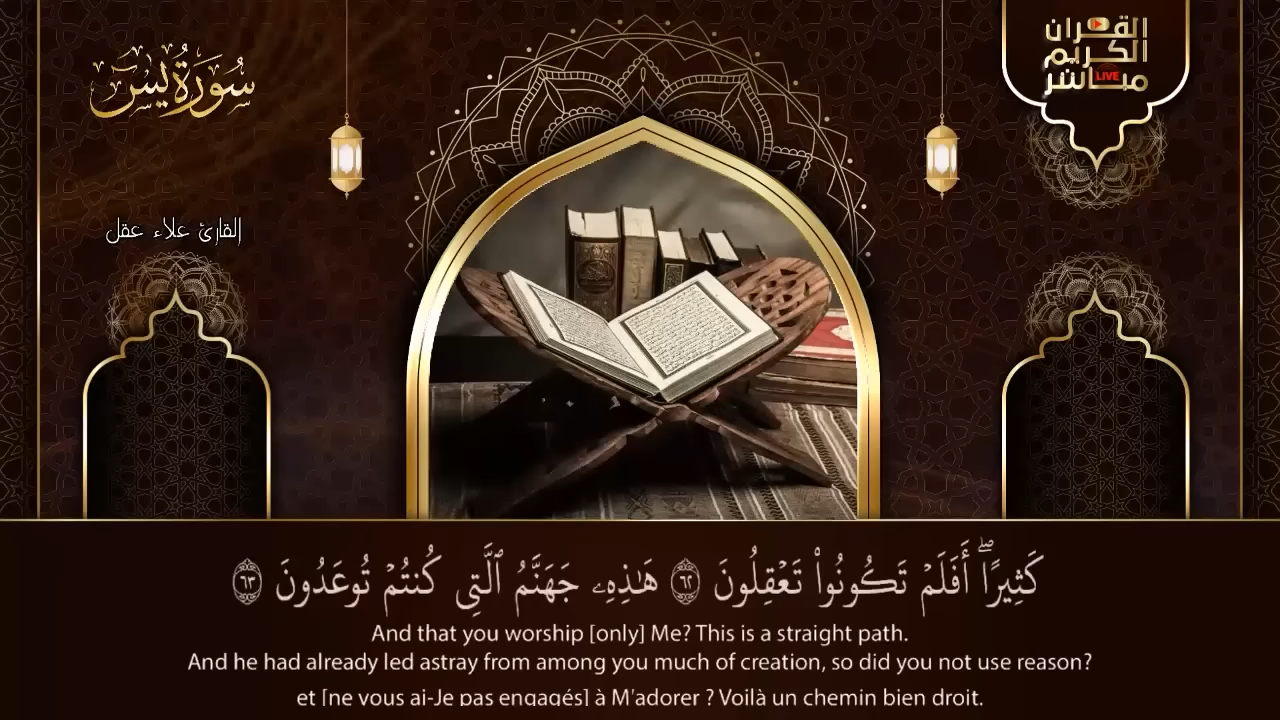 سُورَةُ يٓسٓ
القرآن
الكريم
مباشر
LIVE
القارئ علاء عقل
كَثِيرًاۖ أَفَلَمۡ تَكُونُواْ تَعۡقِلُونَ ٦٢ هَٰذِهِۦ جَهَنَّمُ ٱلَّتِي كُنتُمۡ تُوعَدُونَ ٦٣
And that you worship [only] Me? This is a straight path.
And he had already led astray from among you much of creation, so did you not use reason?
et [ne vous ai-Je pas engagés] à M'adorer ? Voilà un chemin bien droit.